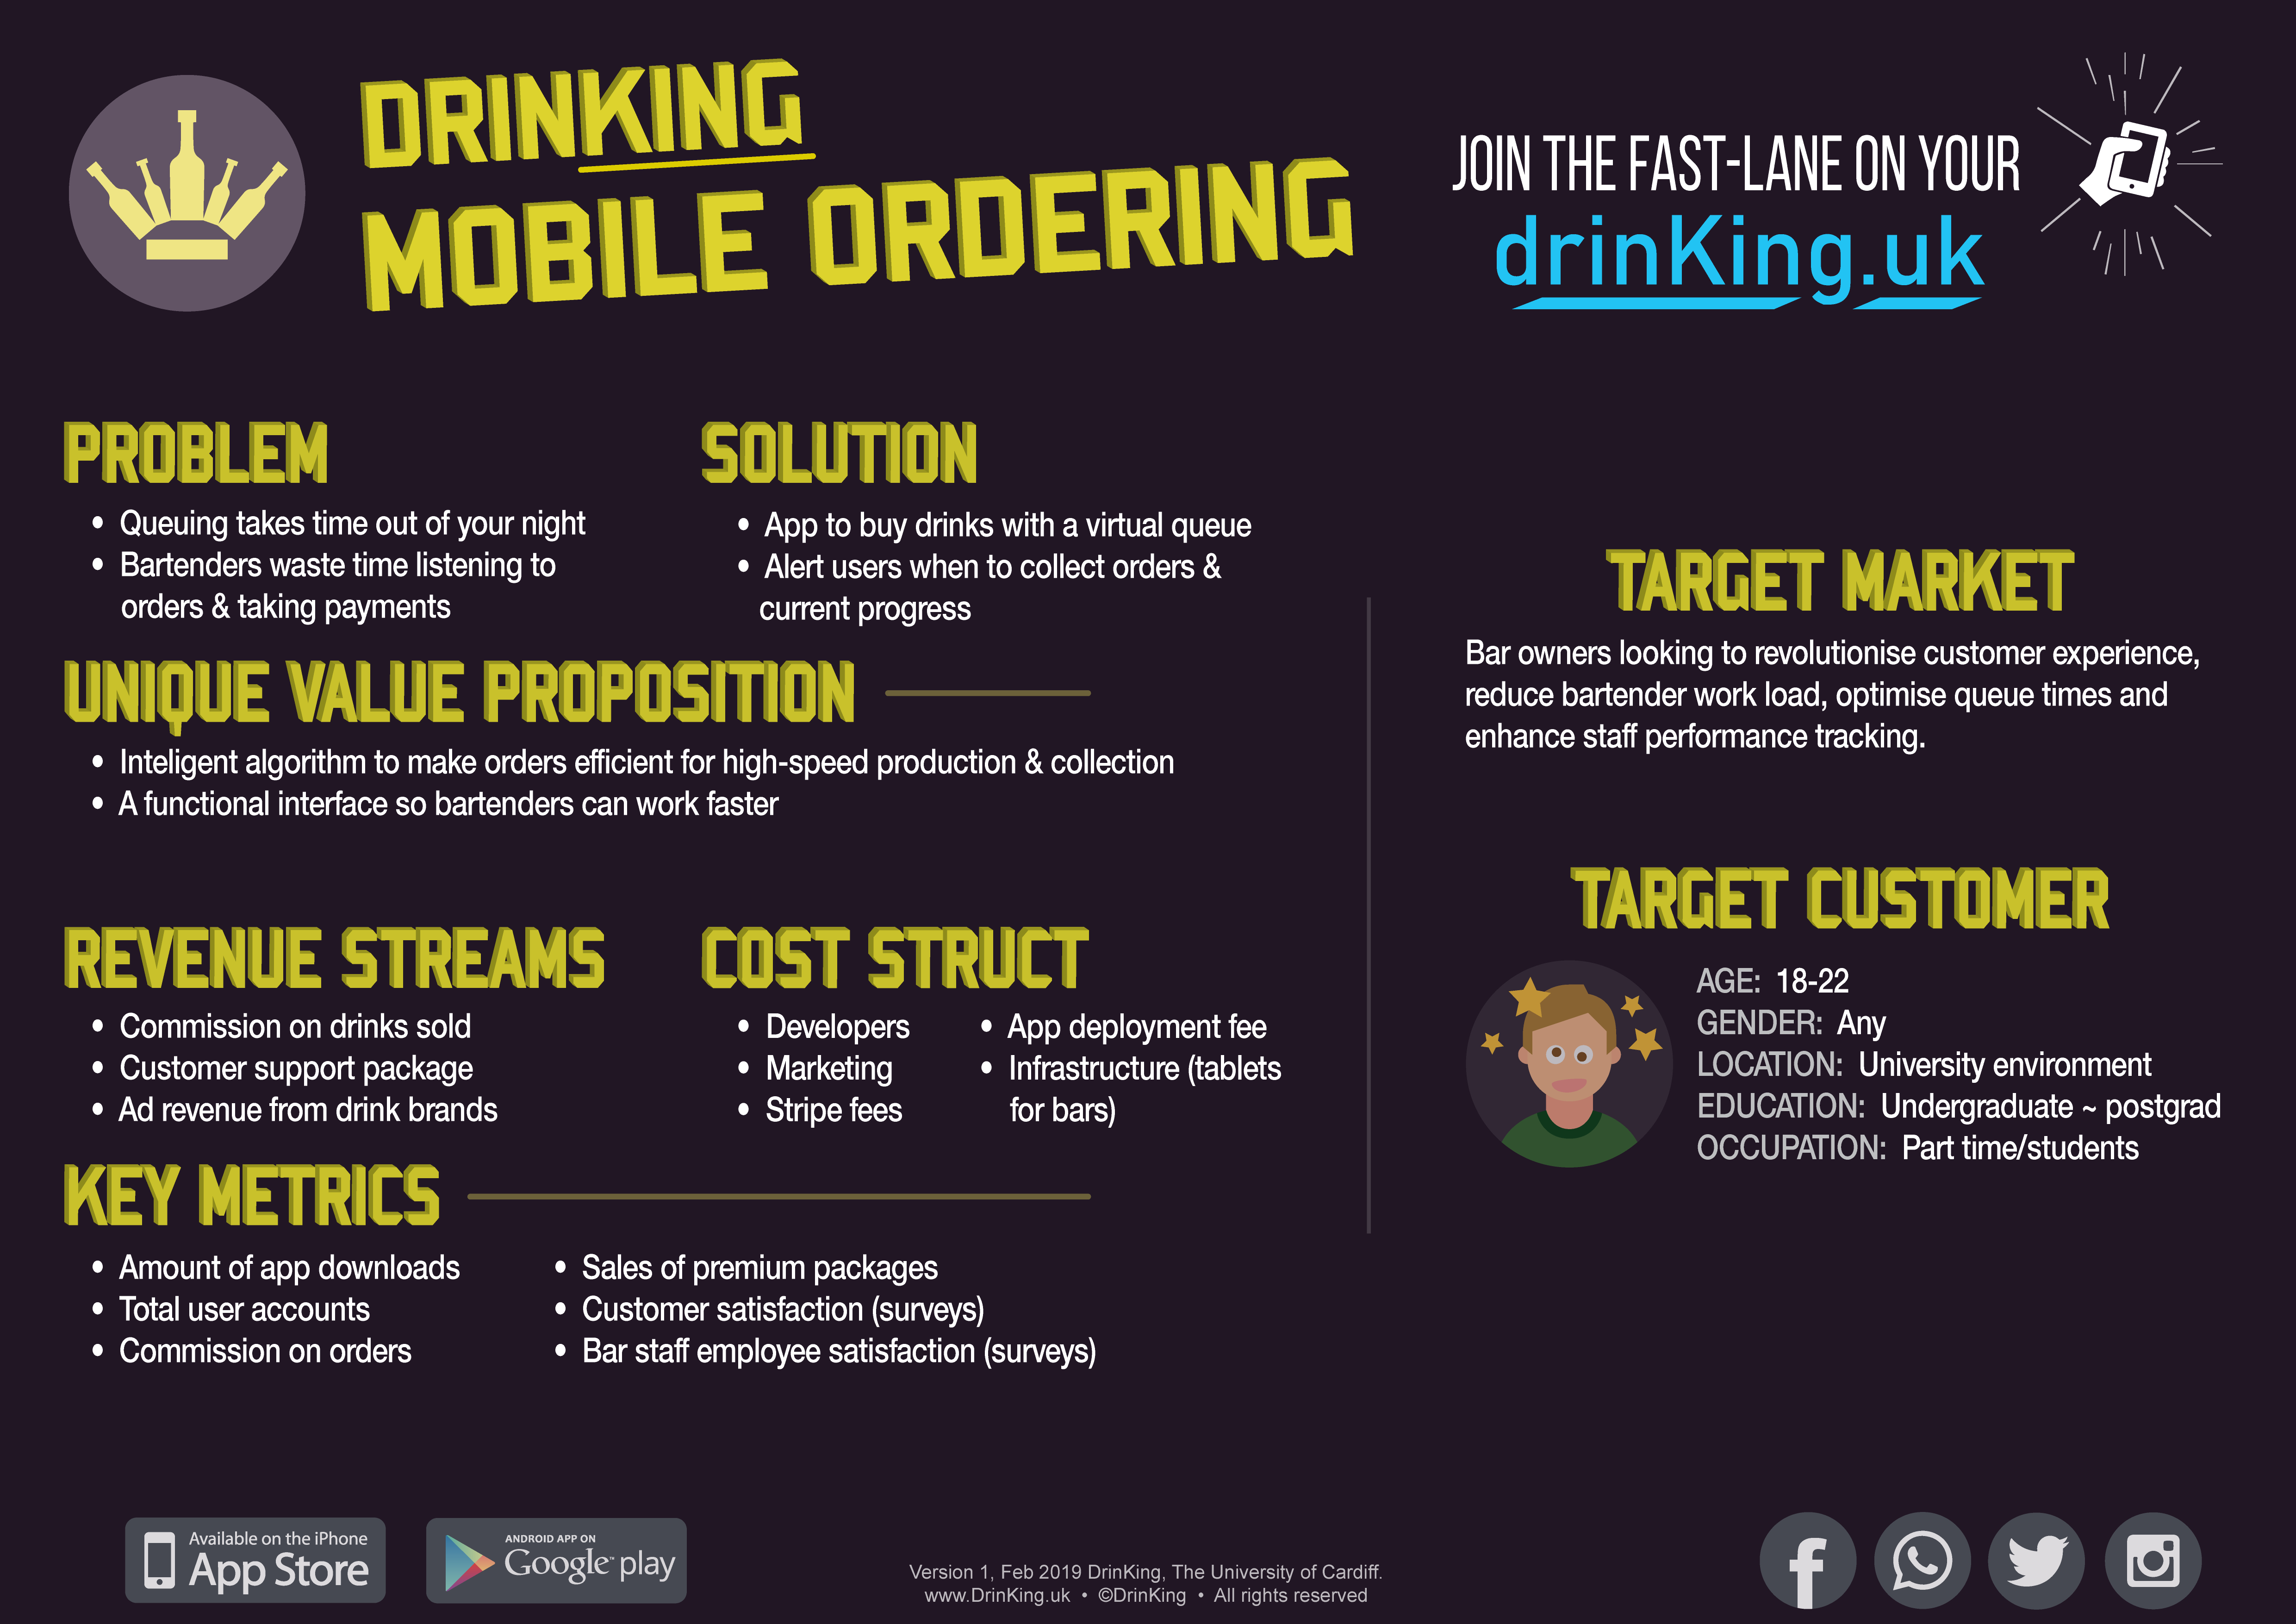 DRINKING
MOBILE ORDERING
JOIN THE FAST-LANE ON YOUR
drinKing.uk
PROBLEM
• Queuing takes time out of your night
• Bartenders waste time listening to
orders & taking payments
SOLUTION
• App to buy drinks with a virtual queue
• Alert users when to collect orders &
current progress
UNIQUE VALUE PROPOSITION
• Inteligent algorithm to make orders efficient for high-speed production & collection
• A functional interface so bartenders can work faster
REVENUE STREAMS
• Commission on drinks sold
• Customer support package
• Ad revenue from drink brands
COST STRUCT
• Developers
• Marketing
• Stripe fees
• App deployment fee
• Infrastructure (tablets
for bars)
KEY METRICS
• Amount of app downloads
• Total user accounts
• Commission on orders
• Sales of premium packages
• Customer satisfaction (surveys)
• Bar staff employee satisfaction (surveys)
TARGET MARKET
Bar owners looking to revolutionise customer experience,
reduce bartender work load, optimise queue times and
enhance staff performance tracking.
TARGET CUSTOMER
AGE: 18-22
GENDER: Any
LOCATION: University environment
EDUCATION: Undergraduate ~ postgrad
OCCUPATION: Part time/students
Available on the iPhone
App Store
ANDROID APP ON
Google™ play
Version 1, Feb 2019 DrinKing, The University of Cardiff.
www.DrinKing.uk • ©DrinKing • All rights reserved